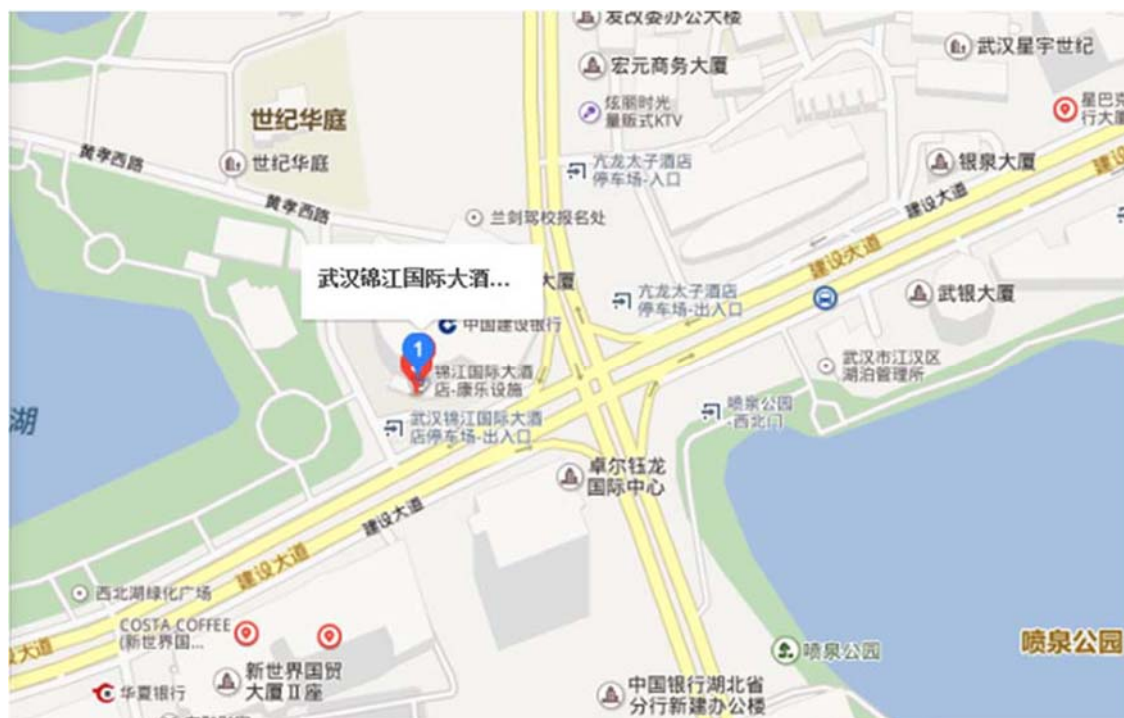 发改委办公大楼
宏元商务大厦
武汉星宇世纪
炫丽时光
量贩式KTV
星巴克
行大厦
世纪华庭
黄孝西路
世纪华庭
亢龙太子酒店
停车场-入口
银泉大厦
建设大道
黄孝西路
兰剑驾校报名处
建设大道
武汉锦江国际大酒...
大厦
亢龙太子酒店
停车场-出入口
武银大厦
中国建设银行
1
锦江国际大酒
店-康乐设施
武汉市江汉区
湖泊管理所
湖
武汉锦江国际大酒
店停车场-出入口
喷泉公园
-西北门
卓尔钰龙
国际中心
建设大道
建设大道
西北湖绿化广场
COSTA COFFEE
(新世界国...
大道
新世界国贸
大厦Ⅱ座
华夏银行
喷泉公园
喷泉公园
中国银行湖北省
分行新建办公楼